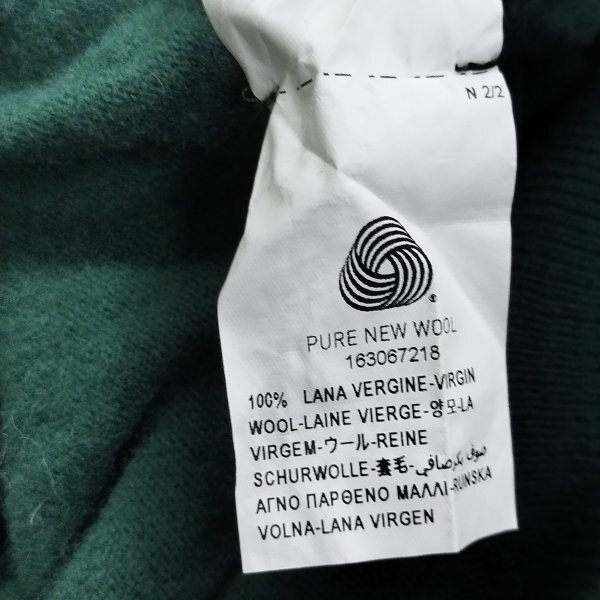 N 2/2
PURE NEW WOOL
163067218
100% LANA VERGINE-VIRGIN
WOOL-LAINE VIERGE-양모-LA
VIRGEM-ウール-REINE
SCHURWOLLE-套毛-صوف بكر صافي-
ΑΓΝΟ ΠΑΡΘΕΝΟ ΜΑΛΛΙ-RUNSKA
VOLNA-LANA VIRGEN